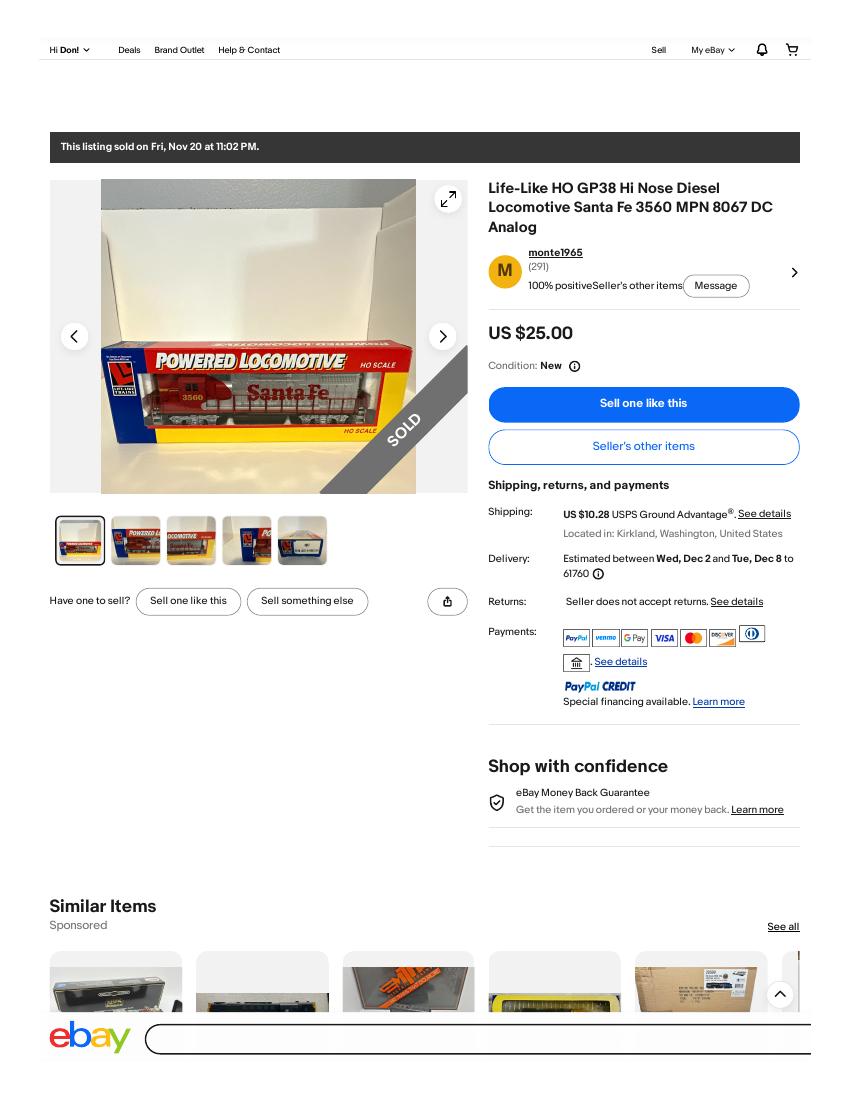 Hi Don!
Deals
Brand Outlet
Help & Contact
Sell
My eBay
This listing sold on Fri, Nov 20 at 11:02 PM.
POWERED LOCOMOTIVE
HO SCALE
LIFE-LIKE
TRAINS
3560
Santa Fe
HO SCALE
SOLD
Have one to sell?
Sell one like this
Sell something else
Life-Like HO GP38 Hi Nose Diesel
Locomotive Santa Fe 3560 MPN 8067 DC
Analog
M
monte1965
(291)
100% positiveSeller's other items
Message
US $25.00
Condition: New
Sell one like this
Seller's other items
Shipping, returns, and payments
Shipping:
US $10.28 USPS Ground Advantage®. See details
Located in: Kirkland, Washington, United States
Delivery:
Estimated between Wed, Dec 2 and Tue, Dec 8 to
61760
Returns:
Seller does not accept returns. See details
Payments:
PayPal venmo G Pay VISA DISCOVER
. See details
PayPal CREDIT
Special financing available. Learn more
Shop with confidence
eBay Money Back Guarantee
Get the item you ordered or your money back. Learn more
Similar Items
Sponsored
See all
ebay